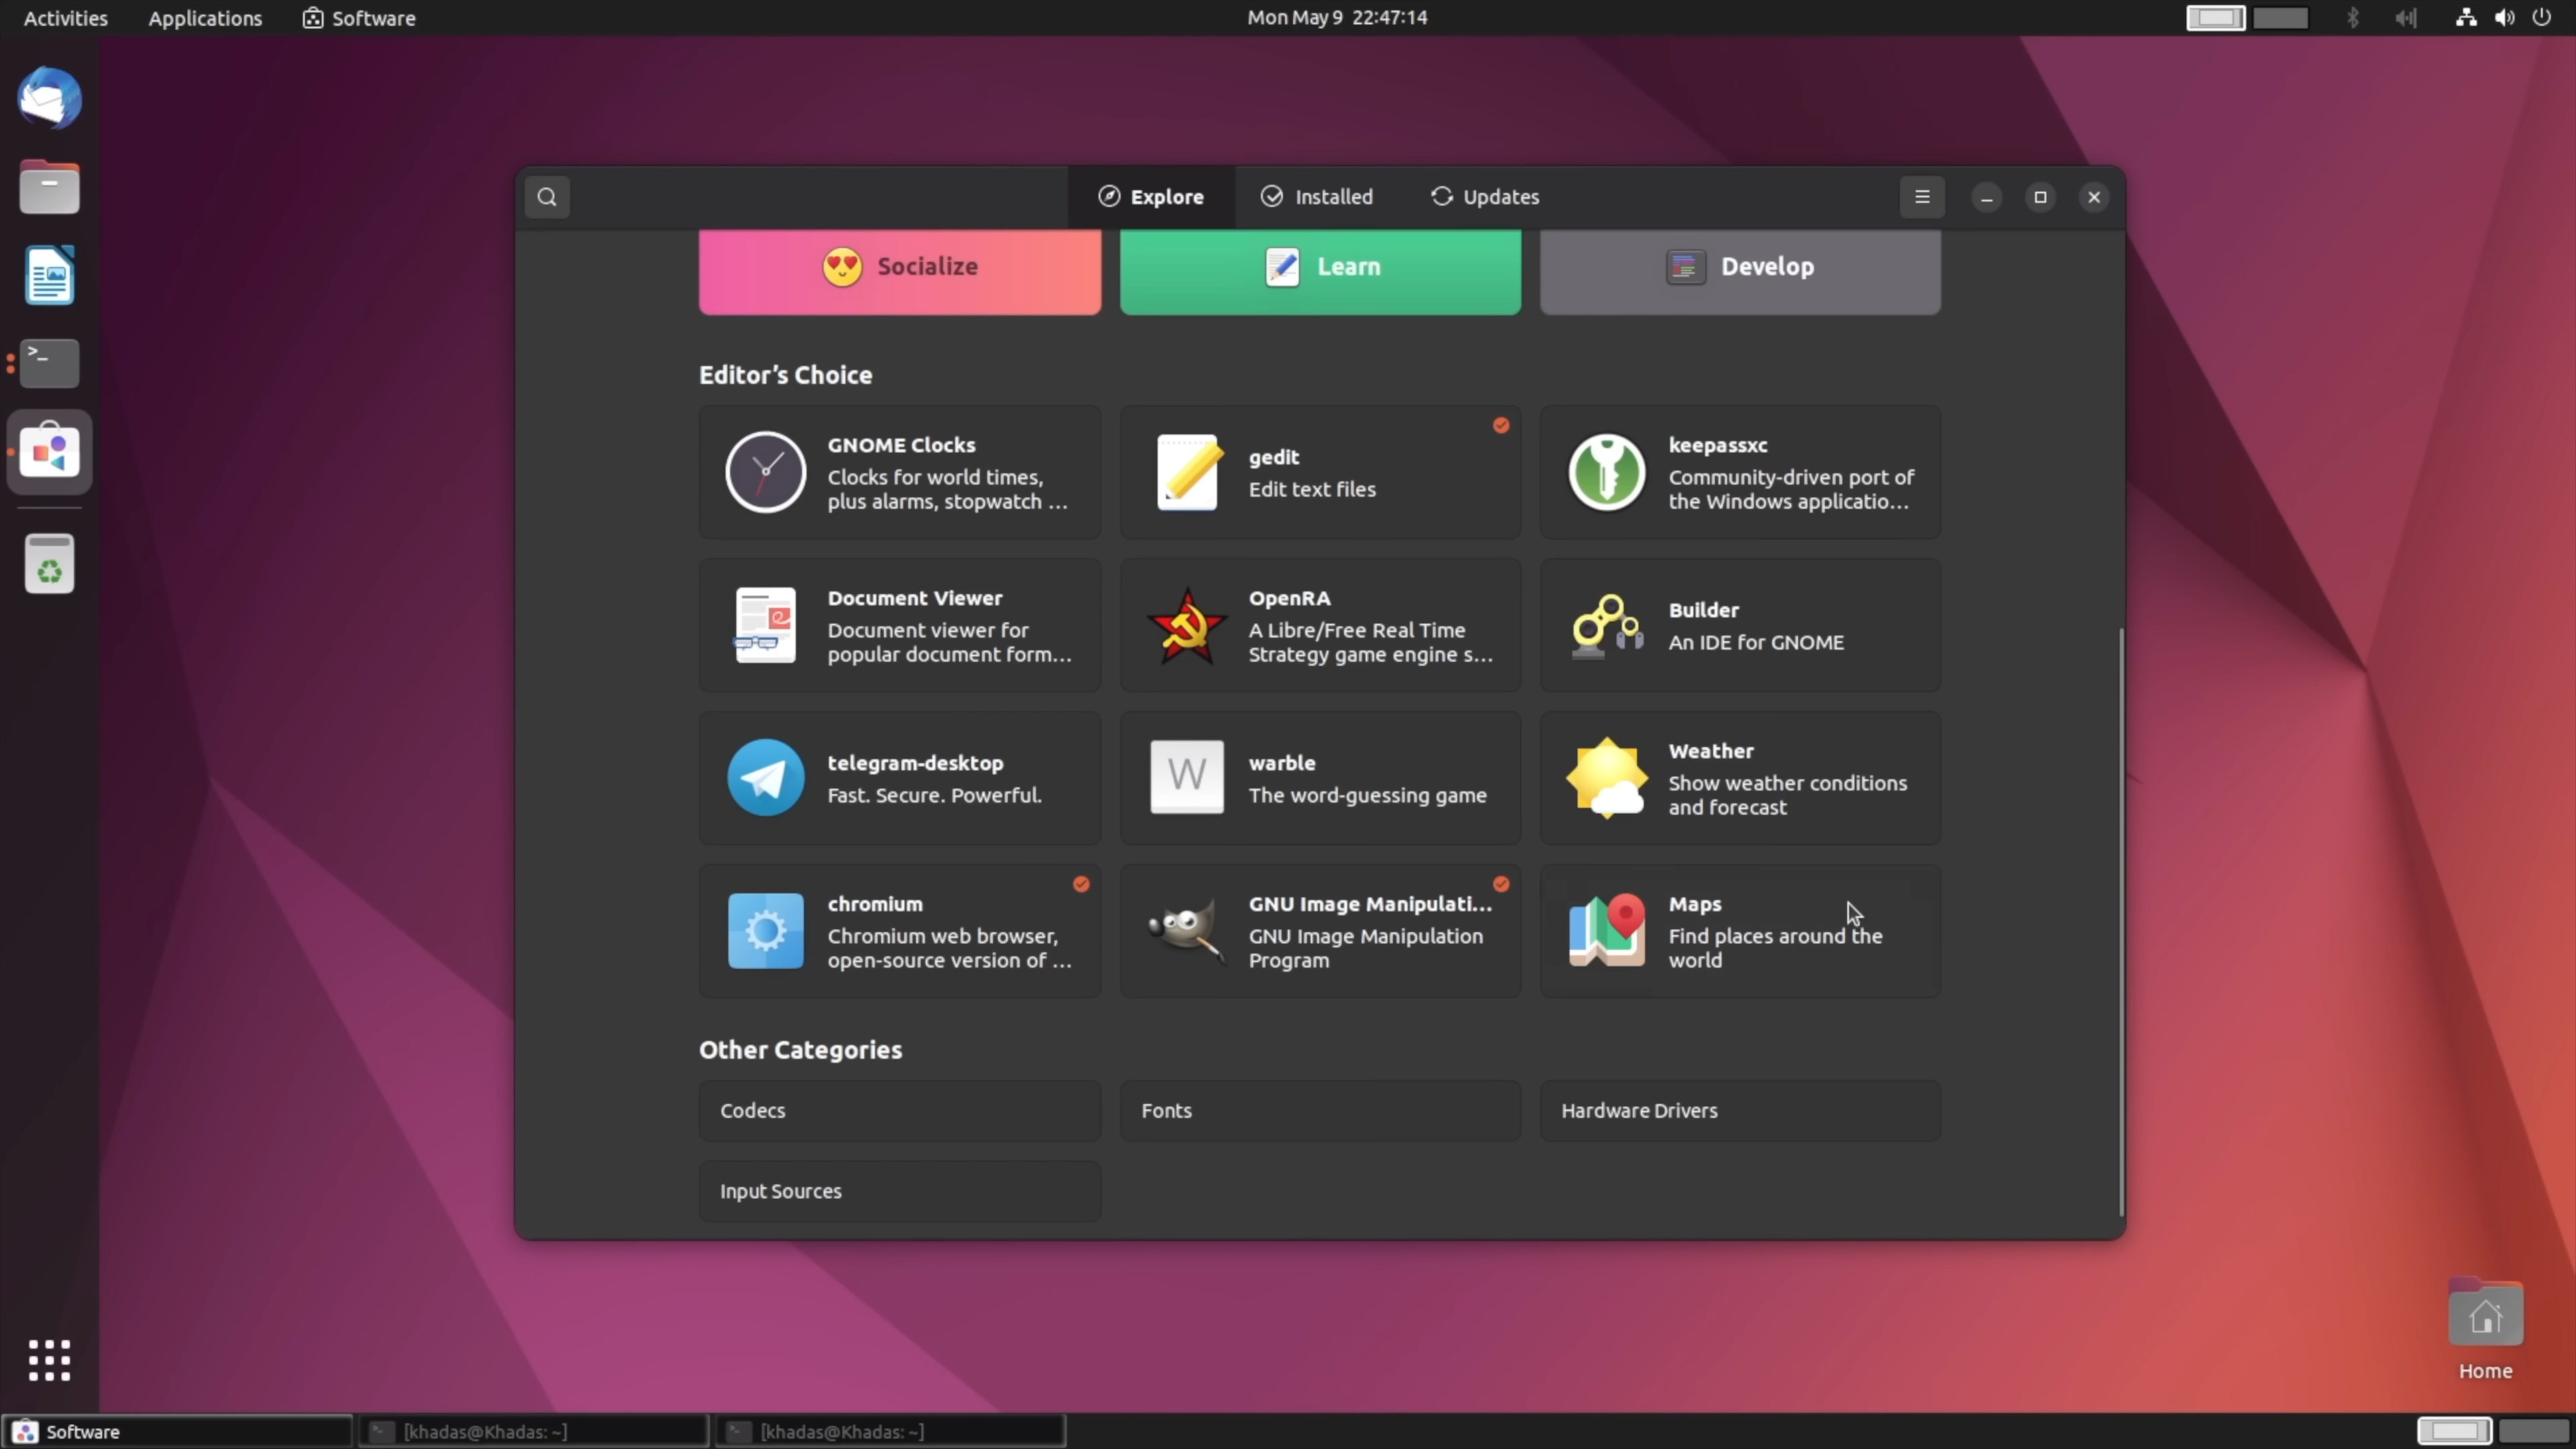 Activities
Applications
Software
Mon May 9 22:47:14
Explore
Installed
Updates
Socialize
Learn
Develop
Editor’s Choice
GNOME Clocks
Clocks for world times,
plus alarms, stopwatch …
gedit
Edit text files
keepassxc
Community-driven port of
the Windows applicatio…
Document Viewer
Document viewer for
popular document form…
OpenRA
A Libre/Free Real Time
Strategy game engine s…
Builder
An IDE for GNOME
telegram-desktop
Fast. Secure. Powerful.
W
warble
The word-guessing game
Weather
Show weather conditions
and forecast
chromium
Chromium web browser,
open-source version of …
GNU Image Manipulati…
GNU Image Manipulation
Program
Maps
Find places around the
world
Other Categories
Codecs
Fonts
Hardware Drivers
Input Sources
Home
Software
[khadas@Khadas: ~]
[khadas@Khadas: ~]